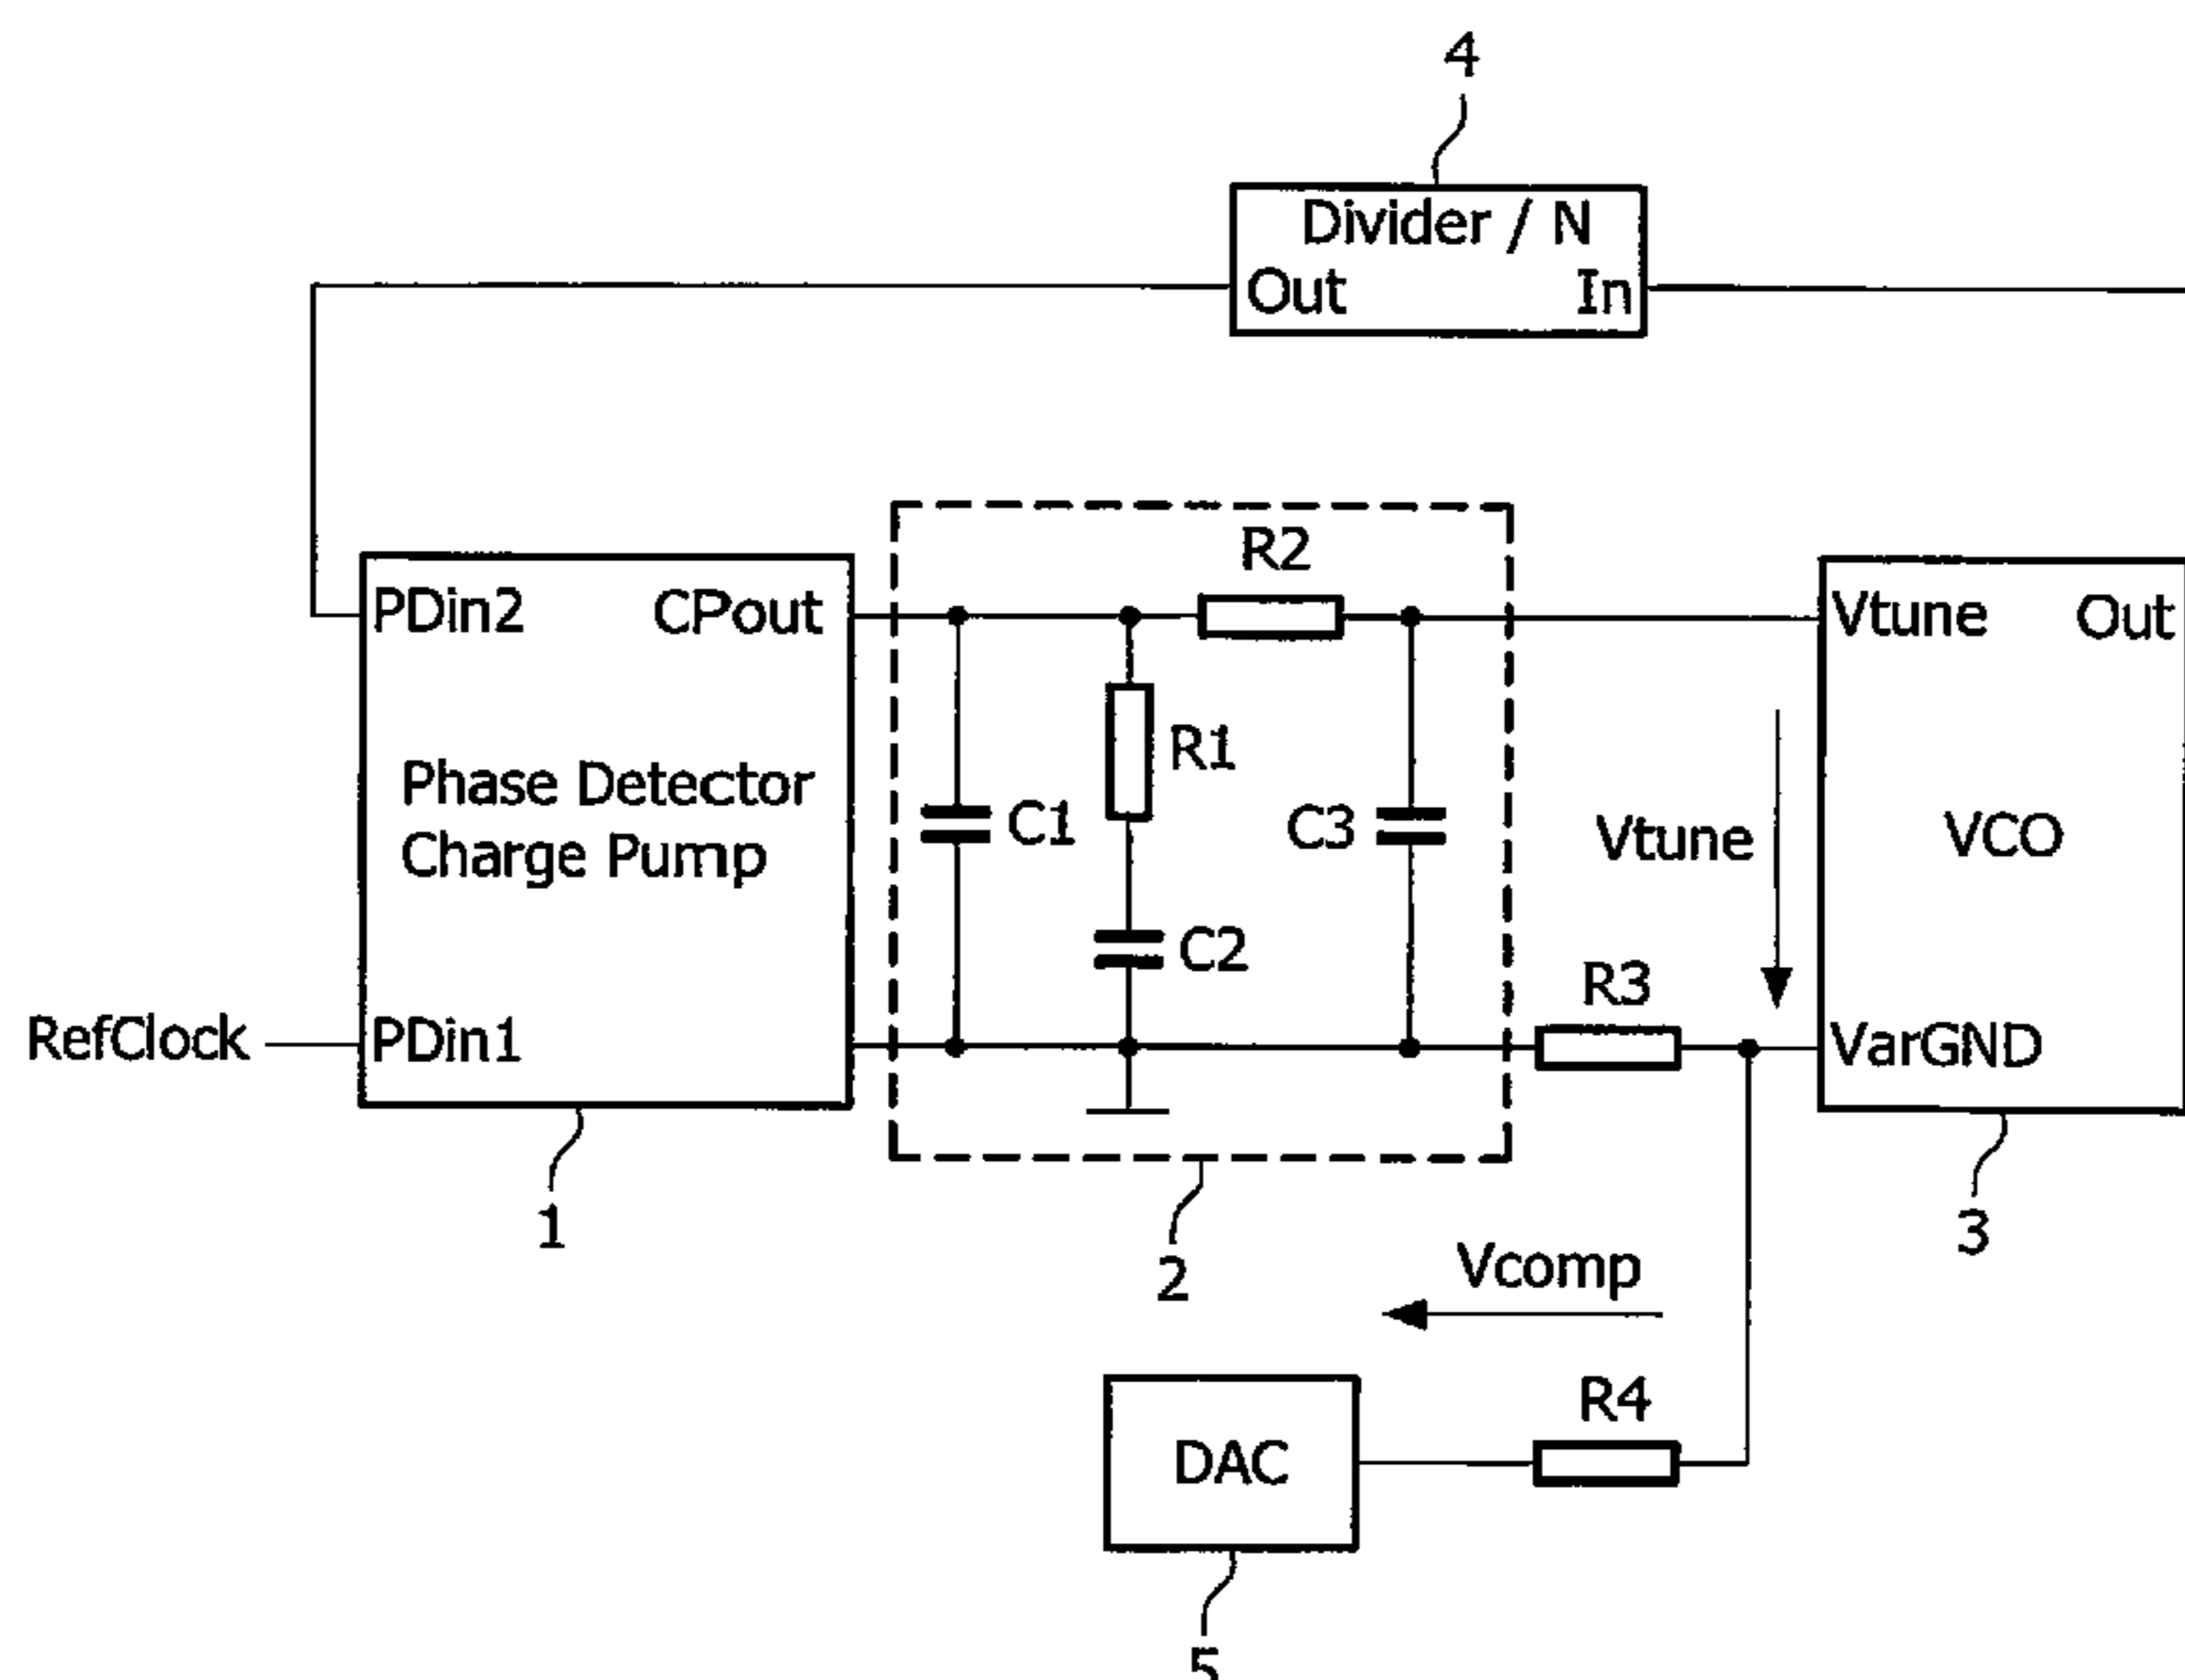 4
Divider / N
Out In
R2
PDin2 CPout
Vtune Out
R1
Phase Detector
Charge Pump
C1
C3
Vtune
VCO
C2
R3
RefClock
PDin1
VarGND
1
2
3
Vcomp
R4
DAC
5